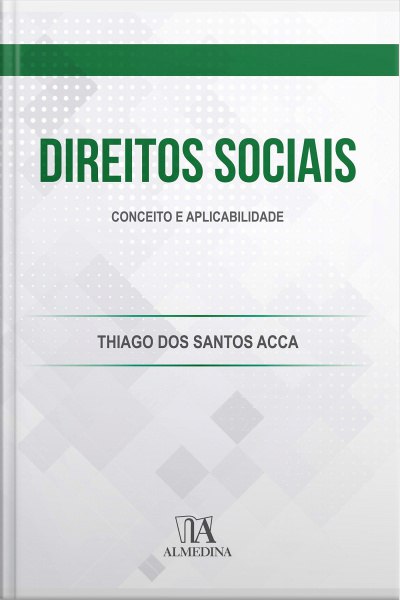 DIREITOS SOCIAIS
CONCEITO E APLICABILIDADE
THIAGO DOS SANTOS ACCA
ALMEDINA